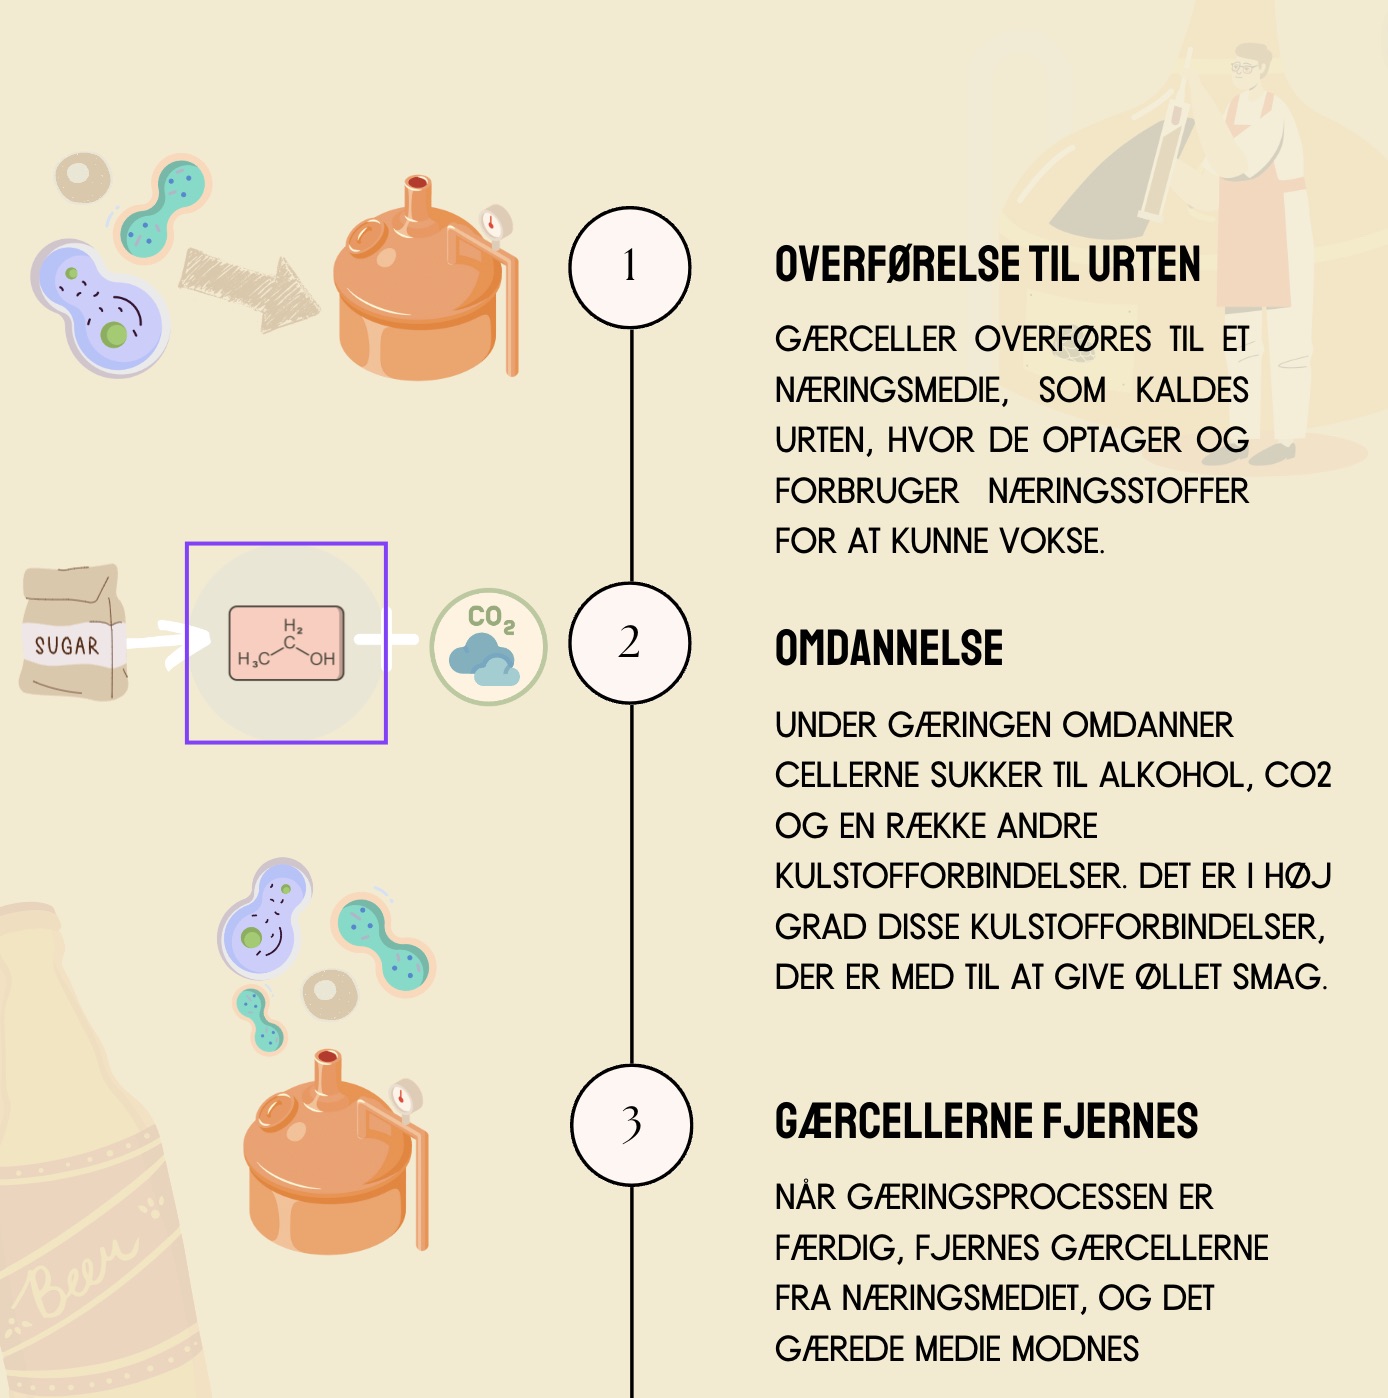 1
OVERFØRELSE TIL URTEN
GÆRCELLER OVERFØRES TIL ET
NÆRINGSMEDIE, SOM KALDES
URTEN, HVOR DE OPTAGER OG
FORBRUGER NÆRINGSSTOFFER
FOR AT KUNNE VOKSE.
SUGAR
H₂
C
H₃C OH
CO₂
2
OMDANNELSE
UNDER GÆRINGEN OMDANNER
CELLERNE SUKKER TIL ALKOHOL, CO2
OG EN RÆKKE ANDRE
KULSTOFFORBINDELSER. DET ER I HØJ
GRAD DISSE KULSTOFFORBINDELSER,
DER ER MED TIL AT GIVE ØLLET SMAG.
3
GÆRCELLERNE FJERNES
NÅR GÆRINGSPROCESSEN ER
FÆRDIG, FJERNES GÆRCELLERNE
FRA NÆRINGSMEDIET, OG DET
GÆREDE MEDIE MODNES
Beer